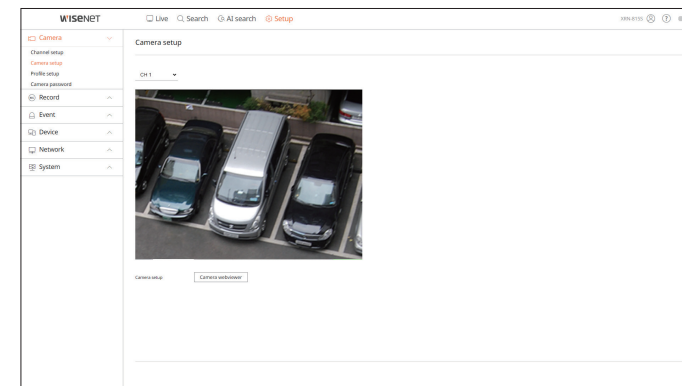 WISENET
Live Search AI search Setup
XRN-8155
Camera
Channel setup
Camera setup
Profile setup
Camera password
Record
Event
Device
Network
System
Camera setup
CH 1
Camera setup Camera webviewer